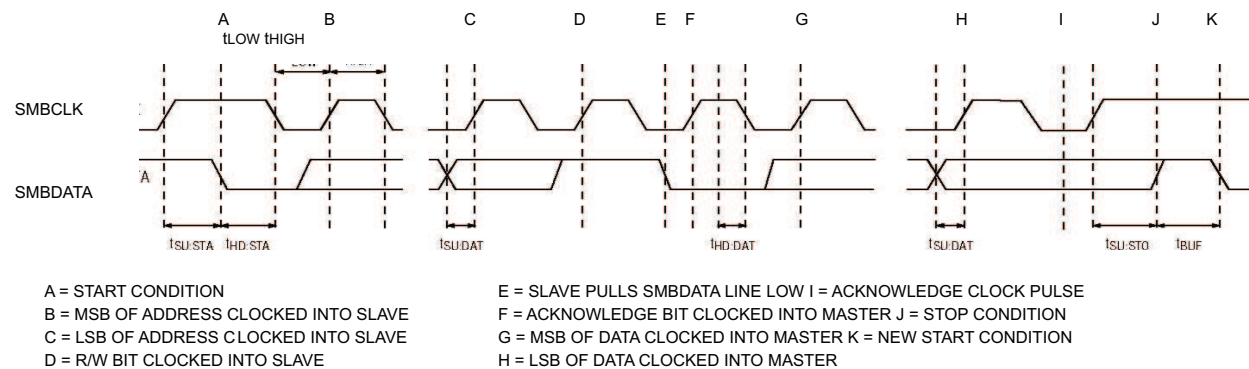 A B C D E F G H I J K
tLOW tHIGH
SMBCLK
SMBDATA
tSU:STA tHD:STA tSU:DAT tHD:DAT tSU:DAT tSU:STO tBUF
A = START CONDITION
B = MSB OF ADDRESS CLOCKED INTO SLAVE
C = LSB OF ADDRESS CLOCKED INTO SLAVE
D = R/W BIT CLOCKED INTO SLAVE
E = SLAVE PULLS SMBDATA LINE LOW I = ACKNOWLEDGE CLOCK PULSE
F = ACKNOWLEDGE BIT CLOCKED INTO MASTER J = STOP CONDITION
G = MSB OF DATA CLOCKED INTO MASTER K = NEW START CONDITION
H = LSB OF DATA CLOCKED INTO MASTER